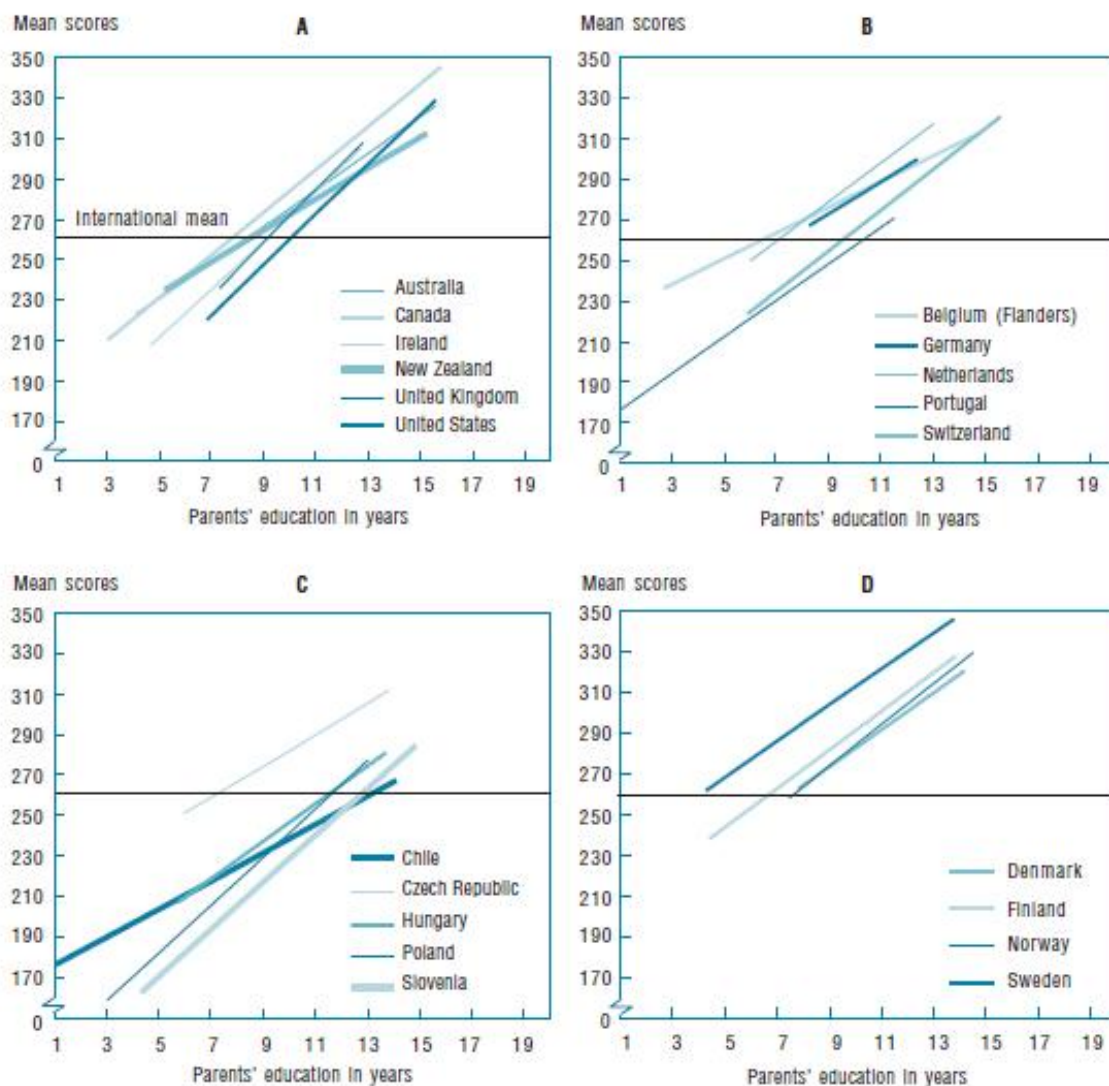 Mean scores
A
350
330
310
290
270
250
230
210
190
170
0
International mean
Australia
Canada
Ireland
New Zealand
United Kingdom
United States
1 3 5 7 9 11 13 15 17 19
Parents' education in years
Mean scores
B
350
330
310
290
270
250
230
210
190
170
0
Belgium (Flanders)
Germany
Netherlands
Portugal
Switzerland
1 3 5 7 9 11 13 15 17 19
Parents' education in years
Mean scores
C
350
330
310
290
270
250
230
210
190
170
0
Chile
Czech Republic
Hungary
Poland
Slovenia
1 3 5 7 9 11 13 15 17 19
Parents' education in years
Mean scores
D
350
330
310
290
270
250
230
210
190
170
0
Denmark
Finland
Norway
Sweden
1 3 5 7 9 11 13 15 17 19
Parents' education in years